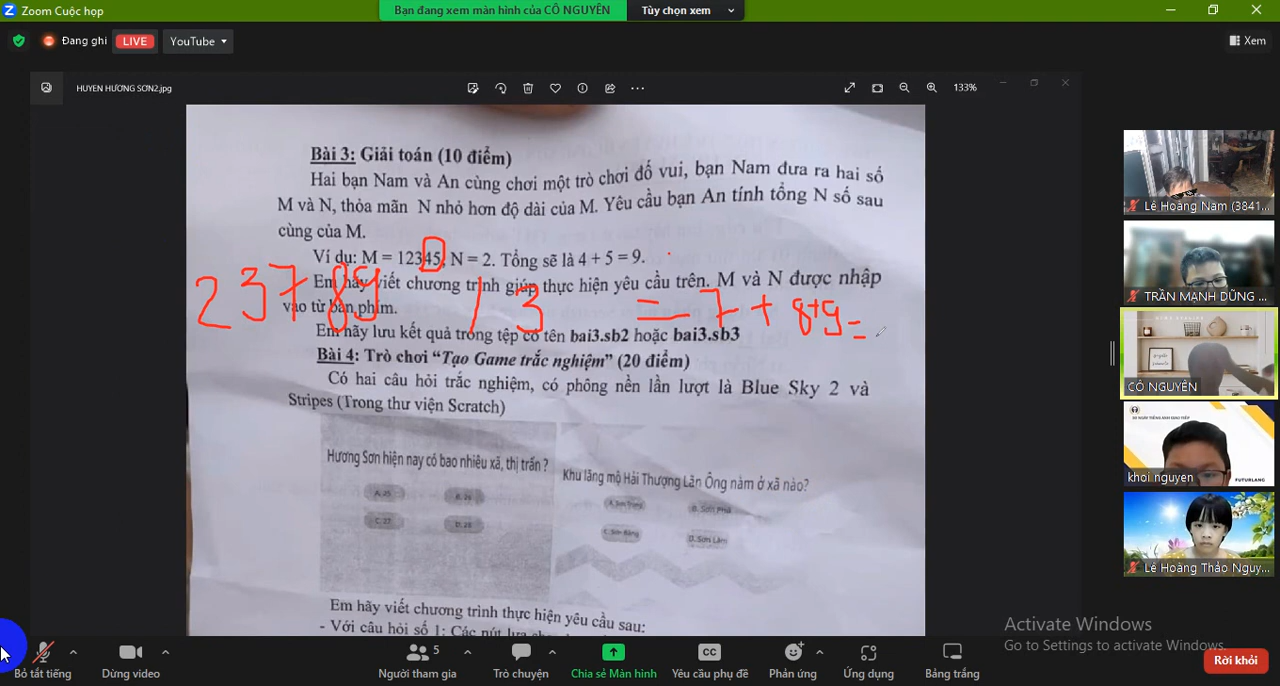 Zoom Cuộc họp
Bạn đang xem màn hình của CÔ NGUYÊN
Tùy chọn xem
Đang ghi
LIVE
YouTube
Xem
HUYEN HƯƠNG SƠN2.jpg
133%
Bài 3: Giải toán (10 điểm)
Hai bạn Nam và An cùng chơi một trò chơi đố vui, bạn Nam đưa ra hai số
M và N, thỏa mãn N nhỏ hơn độ dài của M. Yêu cầu bạn An tính tổng N số sau
cùng của M.
Ví dụ: M = 12345, N = 2. Tổng sẽ là 4 + 5 = 9.
Em hãy viết chương trình giúp thực hiện yêu cầu trên. M và N được nhập
vào từ bàn phím.
23789 / 3 = 7 + 8+9=
Em hãy lưu kết quả trong tệp có tên bai3.sb2 hoặc bai3.sb3
Bài 4: Trò chơi “Tạo Game trắc nghiệm” (20 điểm)
Có hai câu hỏi trắc nghiệm, có phông nền lần lượt là Blue Sky 2 và
Stripes (Trong thư viện Scratch)
Hương Sơn hiện nay có bao nhiêu xã, thị trấn ?
A. 25
C. 27
D. 28
Khu lăng mộ Hải Thượng Lãn Ông nằm ở xã nào?
B. Sơn Phú
D. Sơn Lâm
Em hãy viết chương trình thực hiện yêu cầu sau:
- Với câu hỏi số 1: Các nút lựa
Lê Hoàng Nam (3841...
TRẦN MẠNH DŨNG ...
CÔ NGUYÊN
khoi nguyen
FUTURLANG
Lê Hoàng Thảo Nguy...
Activate Windows
Go to Settings to activate Windows.
Bỏ tắt tiếng
Dừng video
5
Người tham gia
Trò chuyện
Chia sẻ Màn hình
CC
Yêu cầu phụ đề
Phản ứng
Ứng dụng
Bảng trắng
Rời khỏi